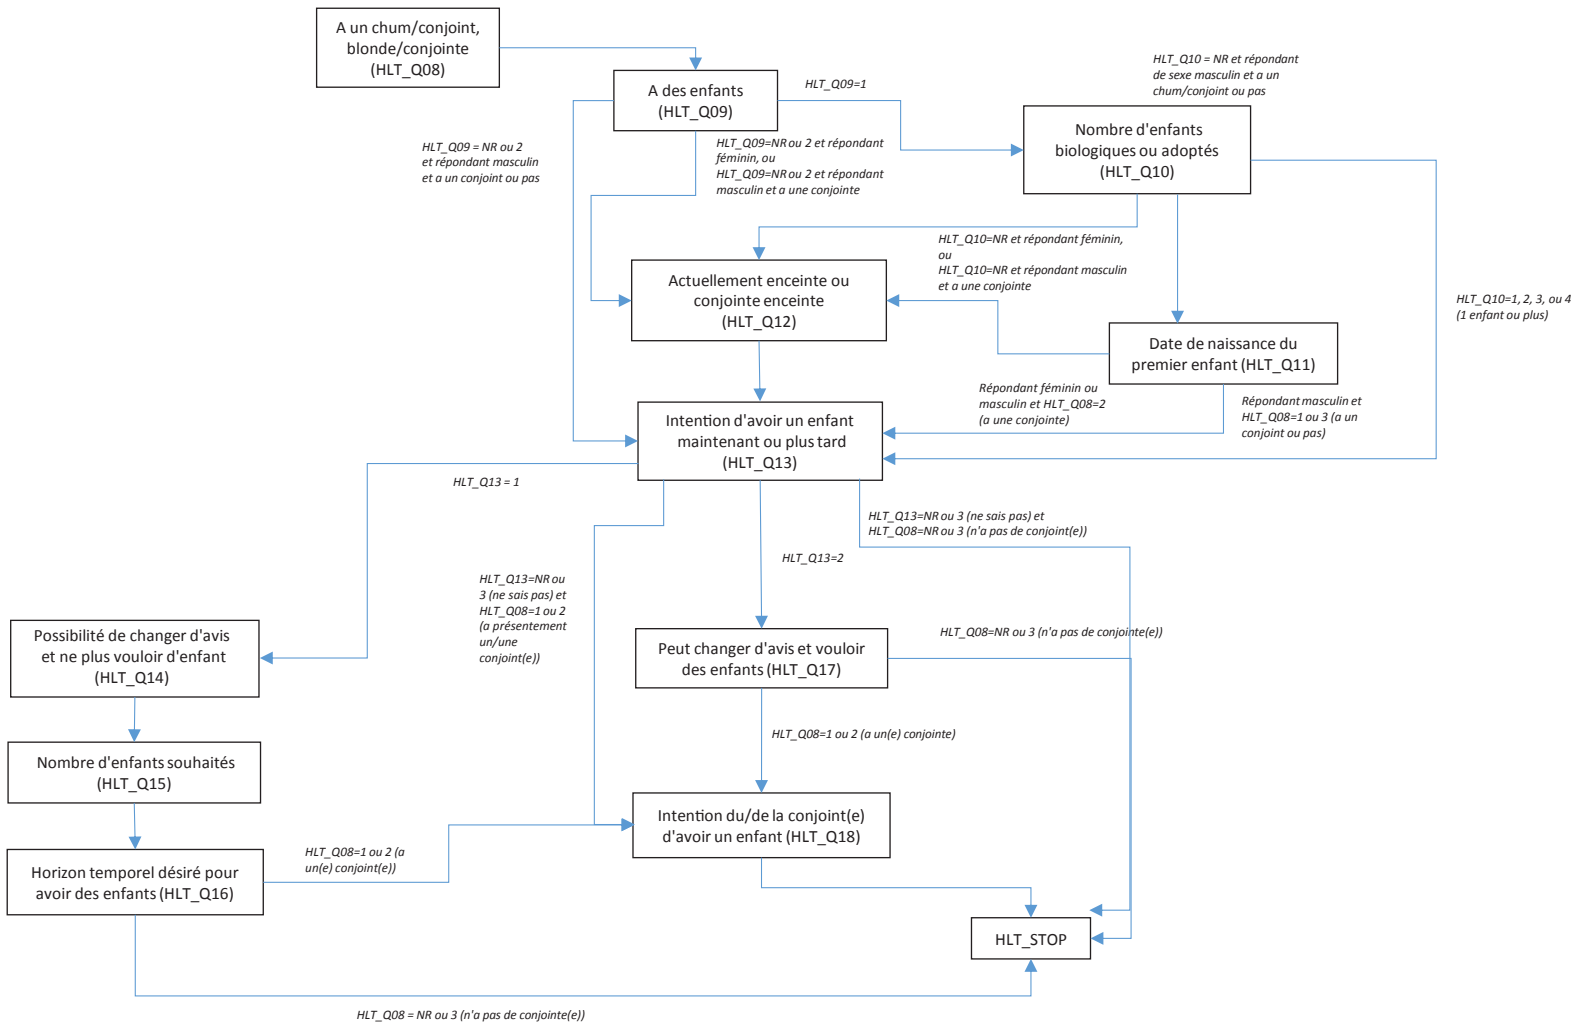 A un chum/conjoint,
blonde/conjointe
(HLT_Q08)
A des enfants
(HLT_Q09)
HLT_Q09=1
HLT_Q10 = NR et répondant
de sexe masculin et a un
chum/conjoint ou pas
Nombre d'enfants
biologiques ou adoptés
(HLT_Q10)
HLT_Q09 = NR ou 2
et répondant masculin
et a un conjoint ou pas
HLT_Q09=NR ou 2 et répondant
féminin, ou
HLT_Q09=NR ou 2 et répondant
masculin et a une conjointe
HLT_Q10=NR et répondant féminin,
ou
HLT_Q10=NR et répondant masculin
et a une conjointe
Actuellement enceinte ou
conjointe enceinte
(HLT_Q12)
HLT_Q10=1, 2, 3, ou 4
(1 enfant ou plus)
Date de naissance du
premier enfant (HLT_Q11)
Répondant féminin ou
masculin et HLT_Q08=2
(a une conjointe)
Répondant masculin et
HLT_Q08=1 ou 3 (a un
conjoint ou pas)
Intention d'avoir un enfant
maintenant ou plus tard
(HLT_Q13)
HLT_Q13 = 1
HLT_Q13=NR ou 3 (ne sais pas) et
HLT_Q08=NR ou 3 (n'a pas de conjoint(e))
HLT_Q13=2
HLT_Q13=NR ou
3 (ne sais pas) et
HLT_Q08=1 ou 2
(a présentement
un/une
conjoint(e))
Possibilité de changer d'avis
et ne plus vouloir d'enfant
(HLT_Q14)
Peut changer d'avis et vouloir
des enfants (HLT_Q17)
HLT_Q08=NR ou 3 (n'a pas de conjointe(e))
HLT_Q08=1 ou 2 (a un(e) conjointe)
Nombre d'enfants souhaités
(HLT_Q15)
Intention du/de la conjoint(e)
d'avoir un enfant (HLT_Q18)
HLT_Q08=1 ou 2 (a
un(e) conjoint(e))
Horizon temporel désiré pour
avoir des enfants (HLT_Q16)
HLT_STOP
HLT_Q08 = NR ou 3 (n'a pas de conjointe(e))